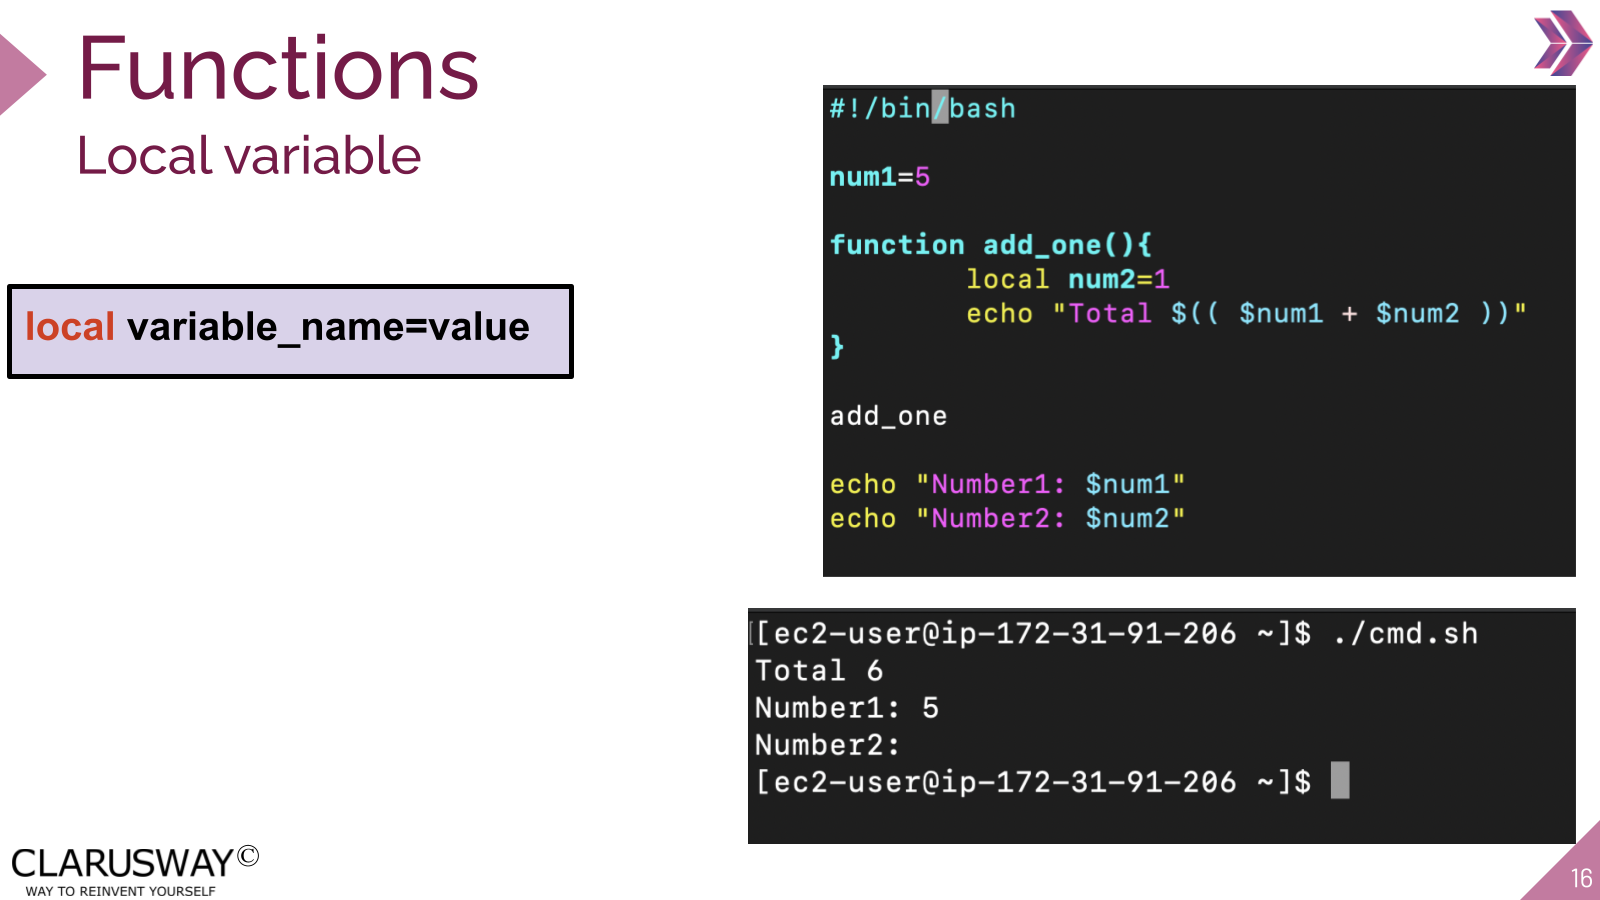 Functions
Local variable
local variable_name=value
#!/bin/bash
num1=5
function add_one(){
local num2=1
echo "Total $(( $num1 + $num2 ))"
}
add_one
echo "Number1: $num1"
echo "Number2: $num2"
[[ec2-user@ip-172-31-91-206 ~]$ ./cmd.sh
Total 6
Number1: 5
Number2:
[ec2-user@ip-172-31-91-206 ~]$
CLARUSWAY©
WAY TO REINVENT YOURSELF
16